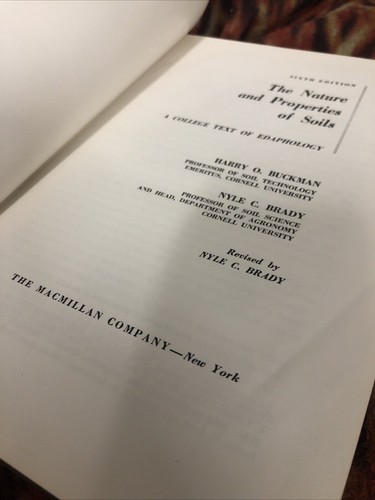 SIXTH EDITION
The Nature
and Properties
of Soils
A COLLEGE TEXT OF EDAPHOLOGY
HARRY O. BUCKMAN
PROFESSOR OF SOIL TECHNOLOGY
EMERITUS, CORNELL UNIVERSITY
NYLE C. BRADY
PROFESSOR OF SOIL SCIENCE
AND HEAD, DEPARTMENT OF AGRONOMY
CORNELL UNIVERSITY
Revised by
NYLE C. BRADY
THE MACMILLAN COMPANY—New York